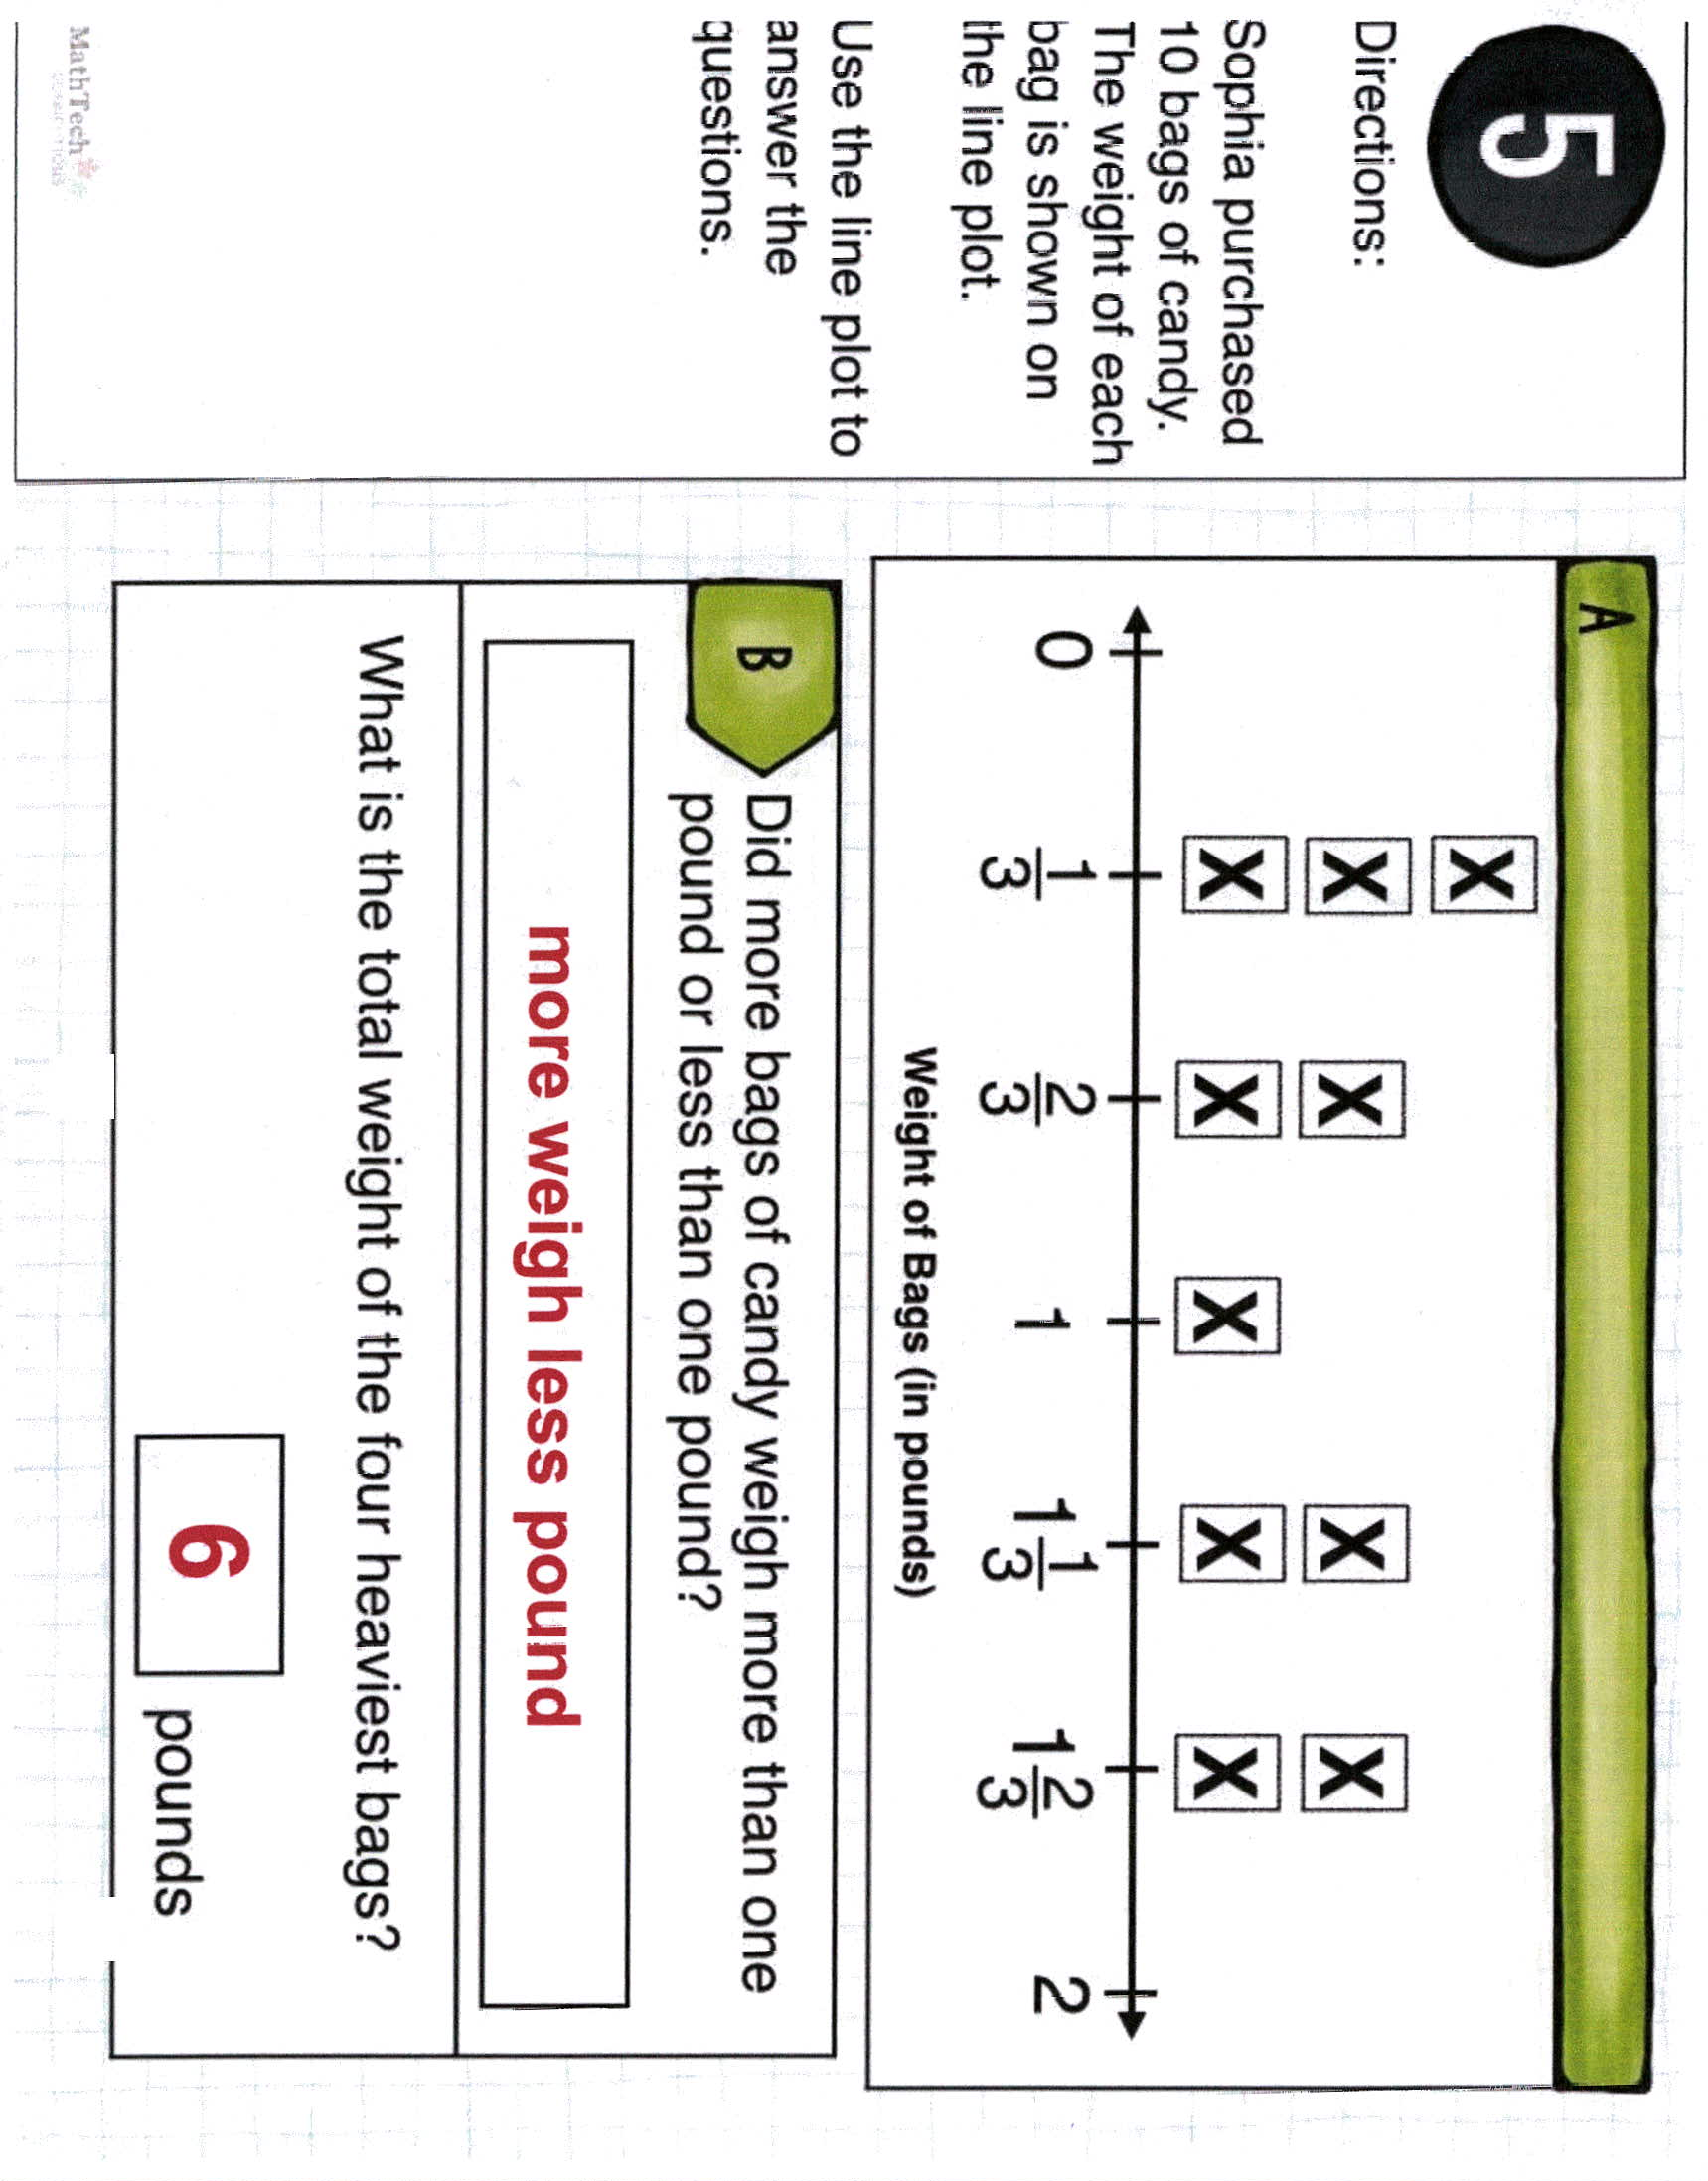 5
Directions:
Sophia purchased
10 bags of candy.
The weight of each
bag is shown on
the line plot.
Use the line plot to
answer the
questions.
MathTech
A
X
X X X X
X X X X X
0 1/3 2/3 1 1 1/3 1 2/3 2
Weight of Bags (in pounds)
B
Did more bags of candy weigh more than one
pound or less than one pound?
more weigh less pound
What is the total weight of the four heaviest bags?
6 pounds